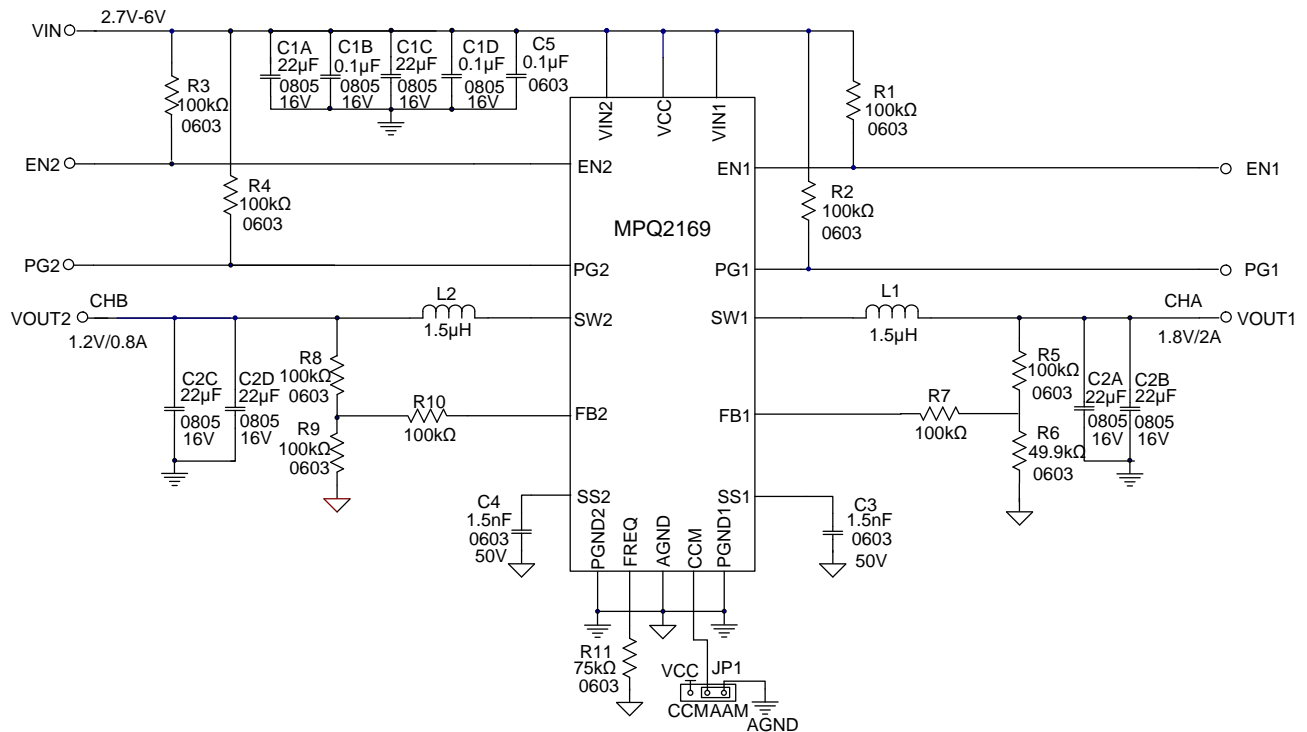 VIN
2.7V-6V
R3
100kΩ
0603
C1A
22µF
0805
16V
C1B
0.1µF
0805
16V
C1C
22µF
0805
16V
C1D
0.1µF
0805
16V
C5
0.1µF
0603
R1
100kΩ
0603
VIN2
VCC
VIN1
EN2
EN2
EN1
EN1
R4
100kΩ
0603
R2
100kΩ
0603
MPQ2169
PG2
PG2
PG1
PG1
VOUT2
CHB
1.2V/0.8A
L2
1.5µH
SW2
SW1
L1
1.5µH
CHA
1.8V/2A
VOUT1
C2C
22µF
0805
16V
C2D
22µF
0805
16V
R8
100kΩ
0603
R9
100kΩ
0603
R10
100kΩ
FB2
FB1
R7
100kΩ
R5
100kΩ
0603
R6
49.9kΩ
0603
C2A
22µF
0805
16V
C2B
22µF
0805
16V
C4
1.5nF
0603
50V
SS2
SS1
C3
1.5nF
0603
50V
PGND2
FREQ
AGND
CCM
PGND1
R11
75kΩ
0603
VCC
JP1
CCM
AAM
AGND